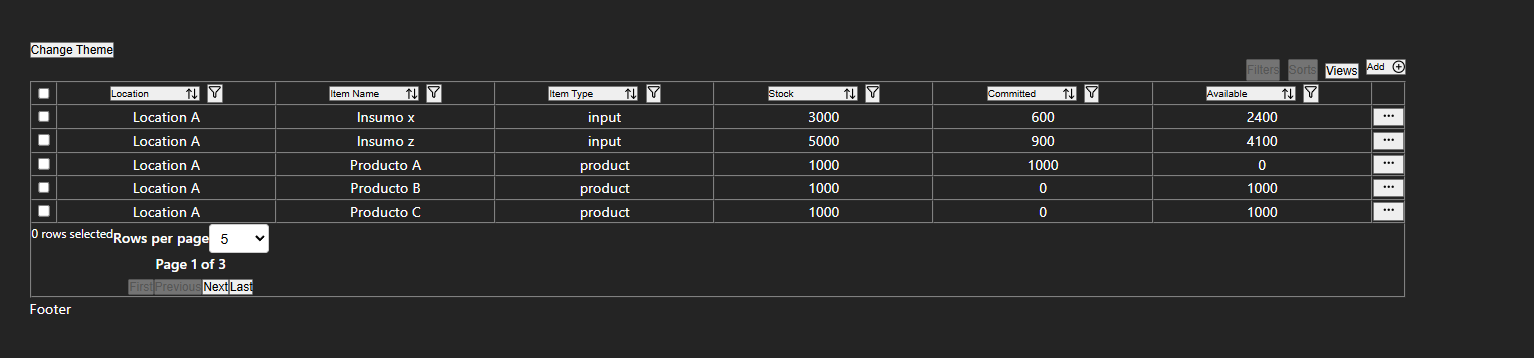 Change Theme
Filters Sorts Views Add
Location Item Name Item Type Stock Committed Available
Location A Insumo x input 3000 600 2400 ...
Location A Insumo z input 5000 900 4100 ...
Location A Producto A product 1000 1000 0 ...
Location A Producto B product 1000 0 1000 ...
Location A Producto C product 1000 0 1000 ...
0 rows selected Rows per page 5
Page 1 of 3
First Previous Next Last
Footer